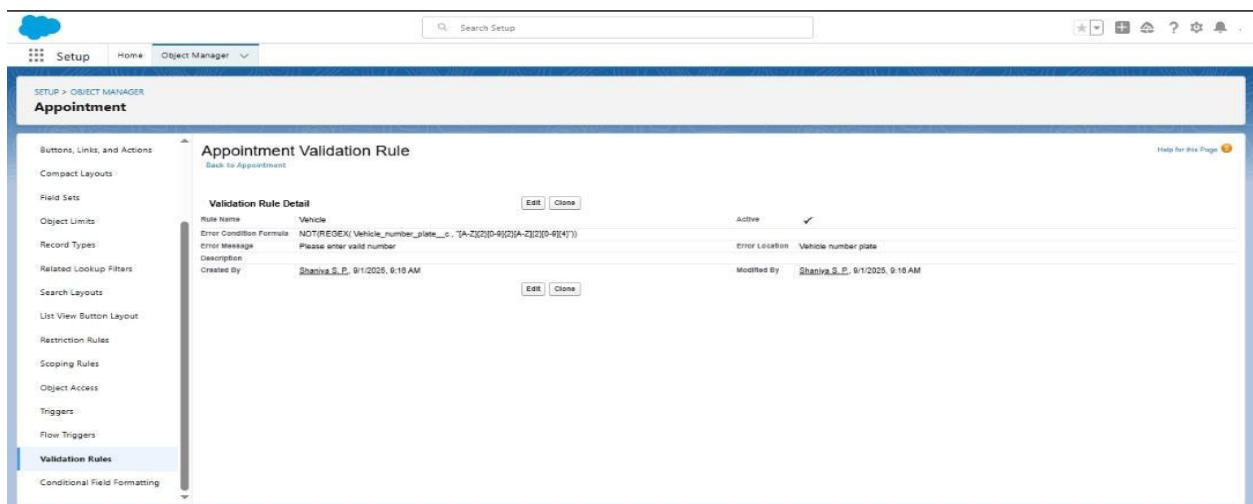 Search Setup
Setup Home Object Manager
SETUP > OBJECT MANAGER
Appointment
Buttons, Links, and Actions
Compact Layouts
Field Sets
Object Limits
Record Types
Related Lookup Filters
Search Layouts
List View Button Layout
Restriction Rules
Scoping Rules
Object Access
Triggers
Flow Triggers
Validation Rules
Conditional Field Formatting
Appointment Validation Rule
Help for this Page
Back to Appointment
Validation Rule Detail Edit Clone
Rule Name Vehicle Active
Error Condition Formula NOT(REGEX( Vehicle_number_plate__c , "[A-Z]{2}[0-9]{2}[A-Z]{2}[0-9]{4}"))
Error Message Please enter valid number Error Location Vehicle number plate
Description
Created By Shaniya S. P., 9/1/2025, 9:16 AM Modified By Shaniya S. P., 9/1/2025, 9:16 AM
Edit Clone